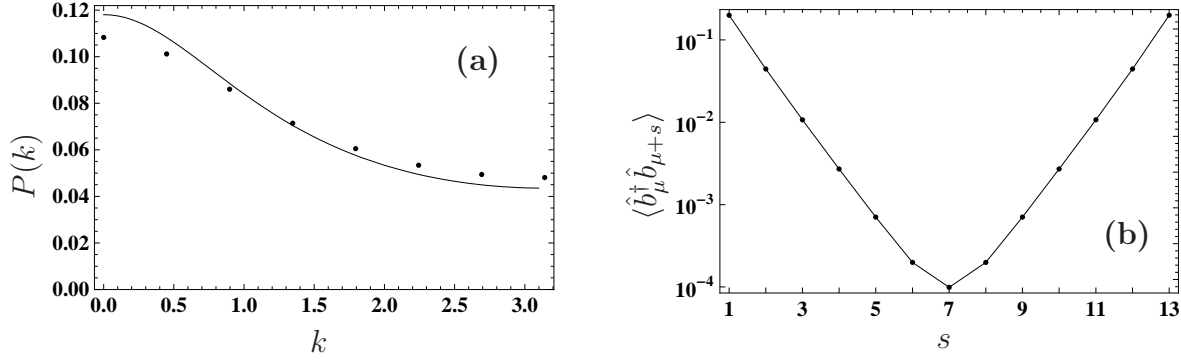 0.12
0.10
0.08
0.06
0.04
0.02
0.00
P(k)
(a)
0.0 0.5 1.0 1.5 2.0 2.5 3.0
k
10⁻¹
10⁻²
10⁻³
10⁻⁴
⟨b̂†_μ b̂_{μ+s}⟩
(b)
1 3 5 7 9 11 13
s